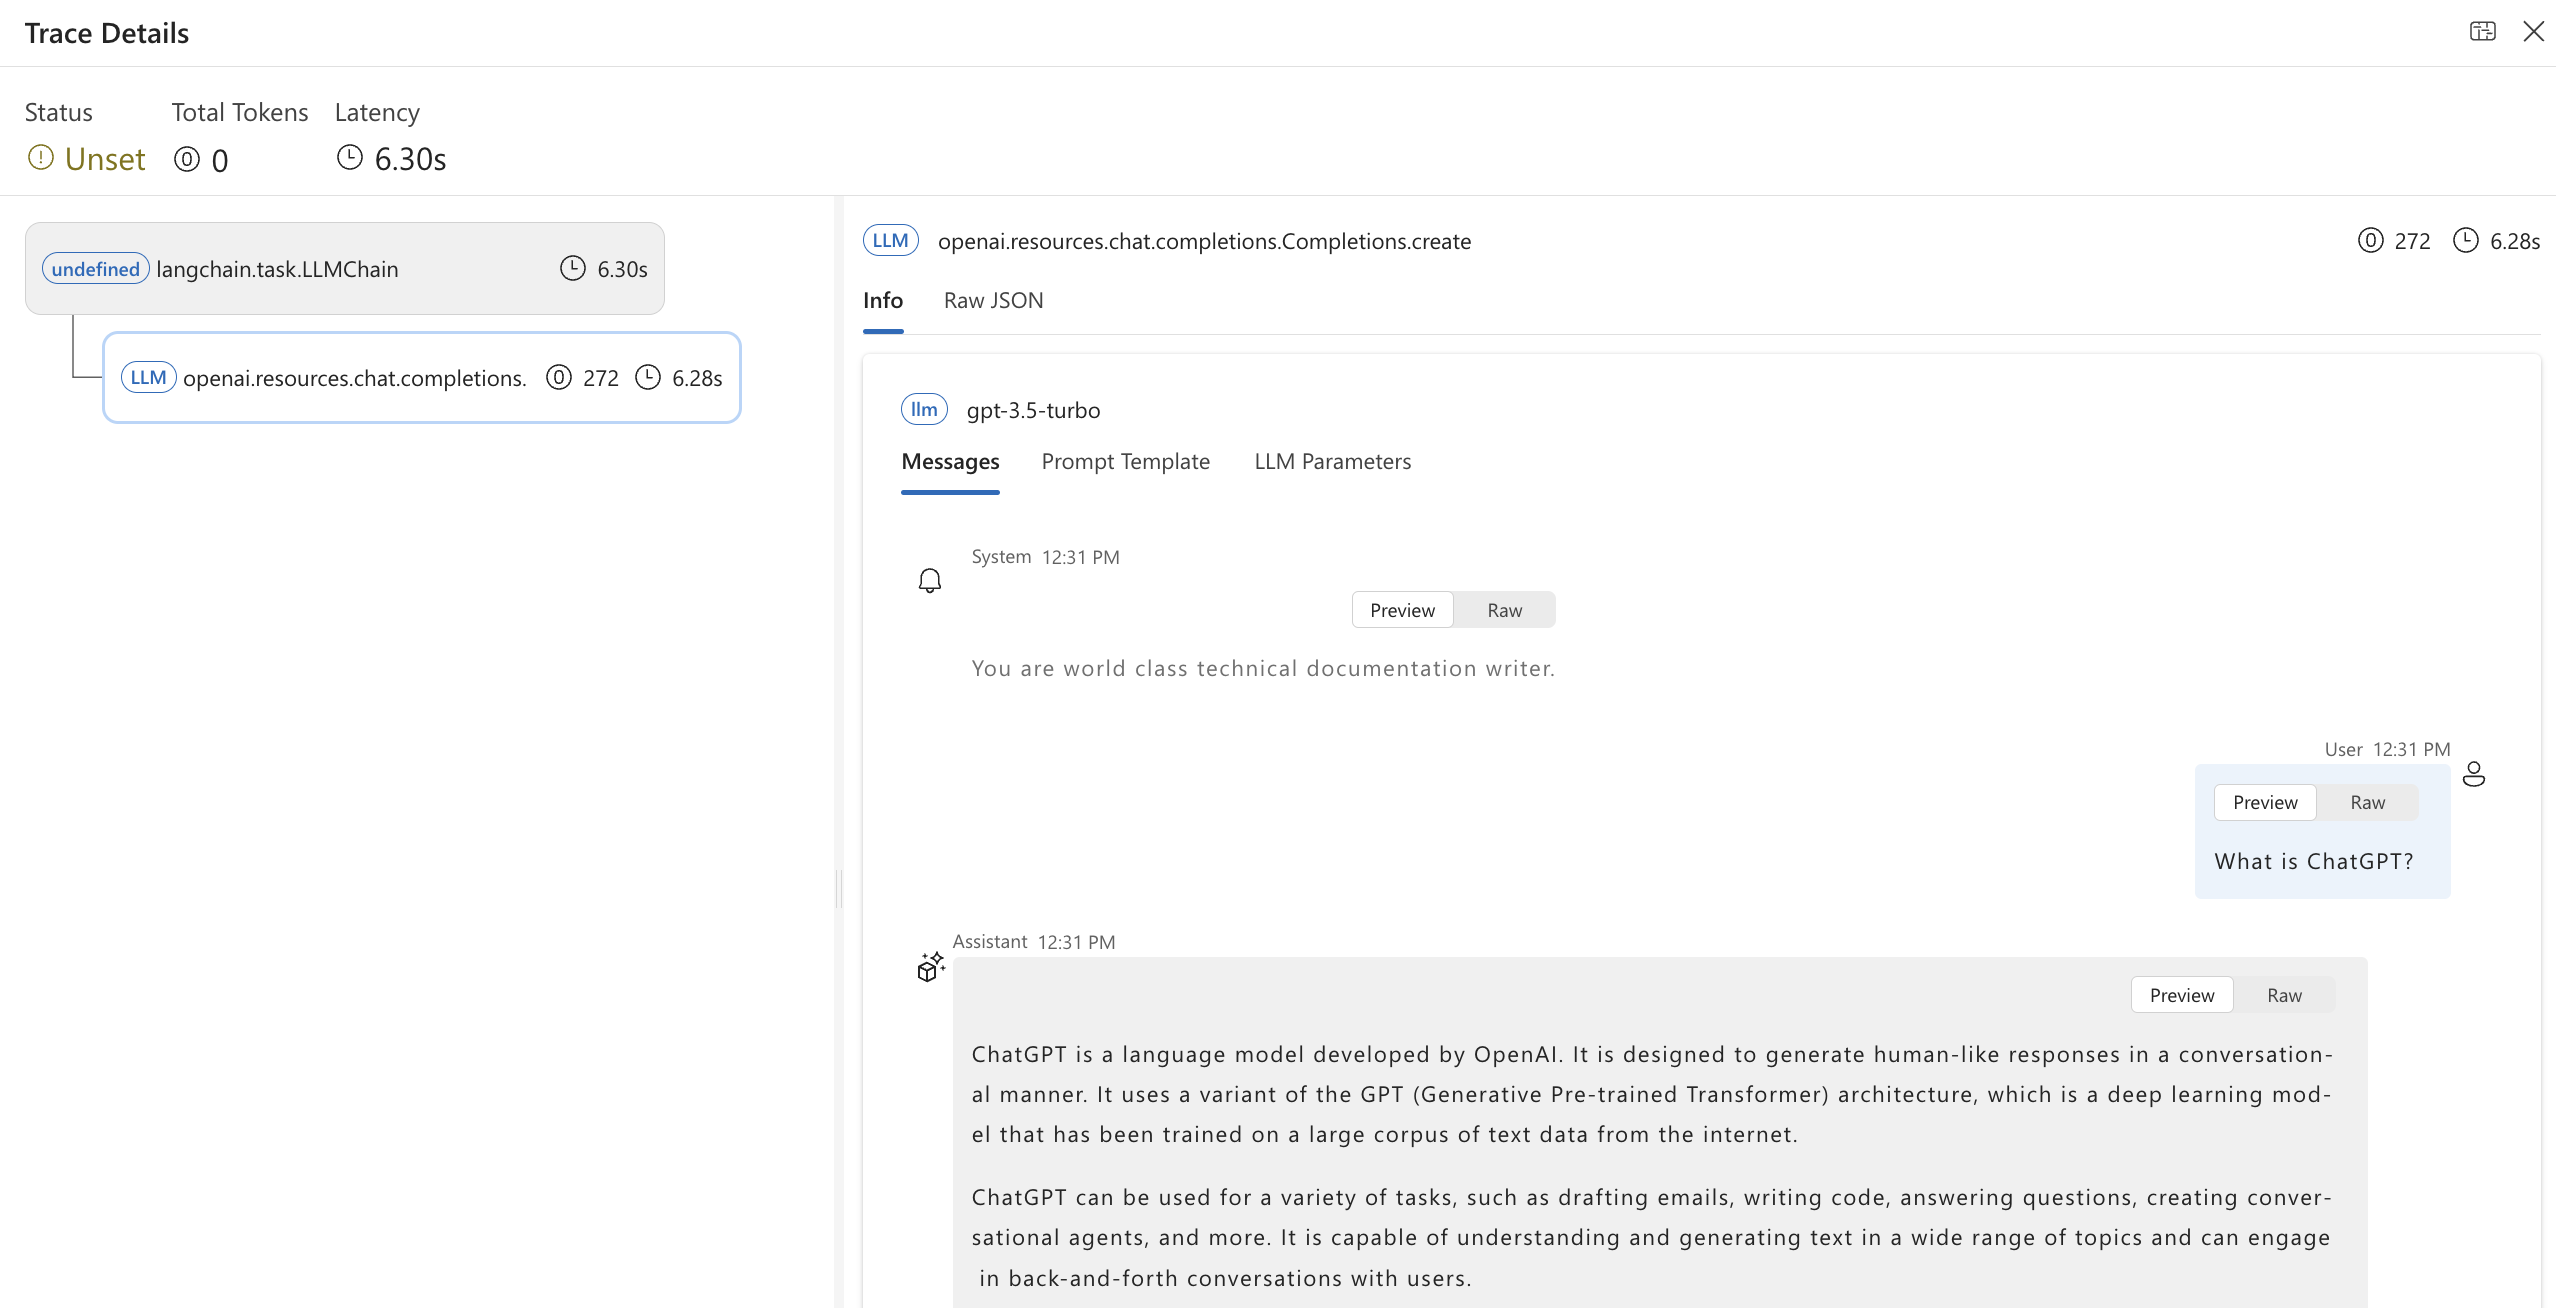 Trace Details
Status Total Tokens Latency
Unset 0 6.30s
undefined langchain.task.LLMChain 6.30s
LLM openai.resources.chat.completions. 272 6.28s
LLM openai.resources.chat.completions.Completions.create 272 6.28s
Info Raw JSON
llm gpt-3.5-turbo
Messages Prompt Template LLM Parameters
System 12:31 PM
Preview Raw
You are world class technical documentation writer.
User 12:31 PM
Preview Raw
What is ChatGPT?
Assistant 12:31 PM
Preview Raw
ChatGPT is a language model developed by OpenAI. It is designed to generate human-like responses in a conversation-
al manner. It uses a variant of the GPT (Generative Pre-trained Transformer) architecture, which is a deep learning mod-
el that has been trained on a large corpus of text data from the internet.
ChatGPT can be used for a variety of tasks, such as drafting emails, writing code, answering questions, creating conver-
sational agents, and more. It is capable of understanding and generating text in a wide range of topics and can engage
in back-and-forth conversations with users.